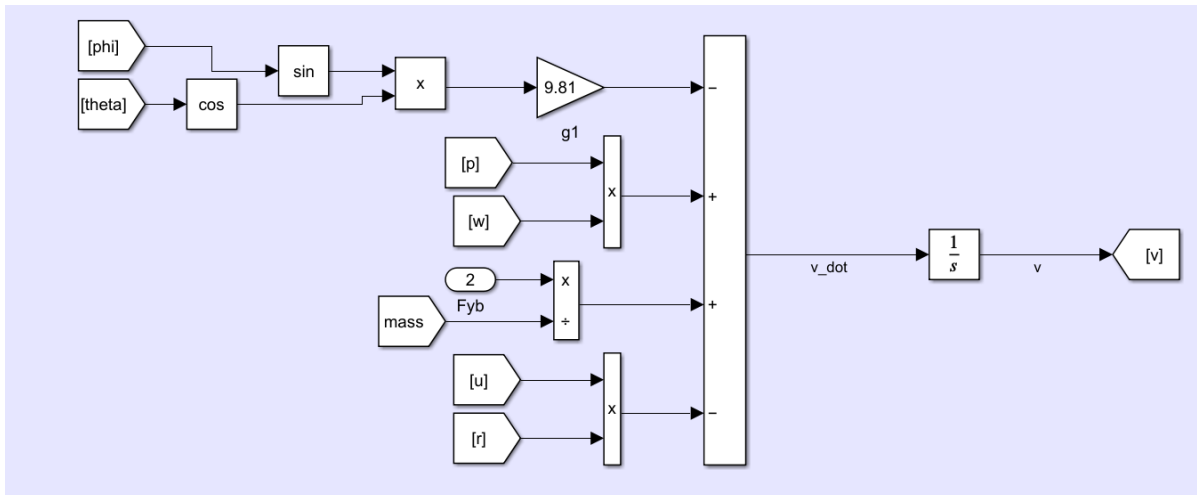 [phi]
sin
[theta]
cos
x
9.81
g1
−
[p]
x
[w]
+
2
Fyb
mass
x
÷
+
[u]
x
[r]
−
v_dot
1
s
v
[v]